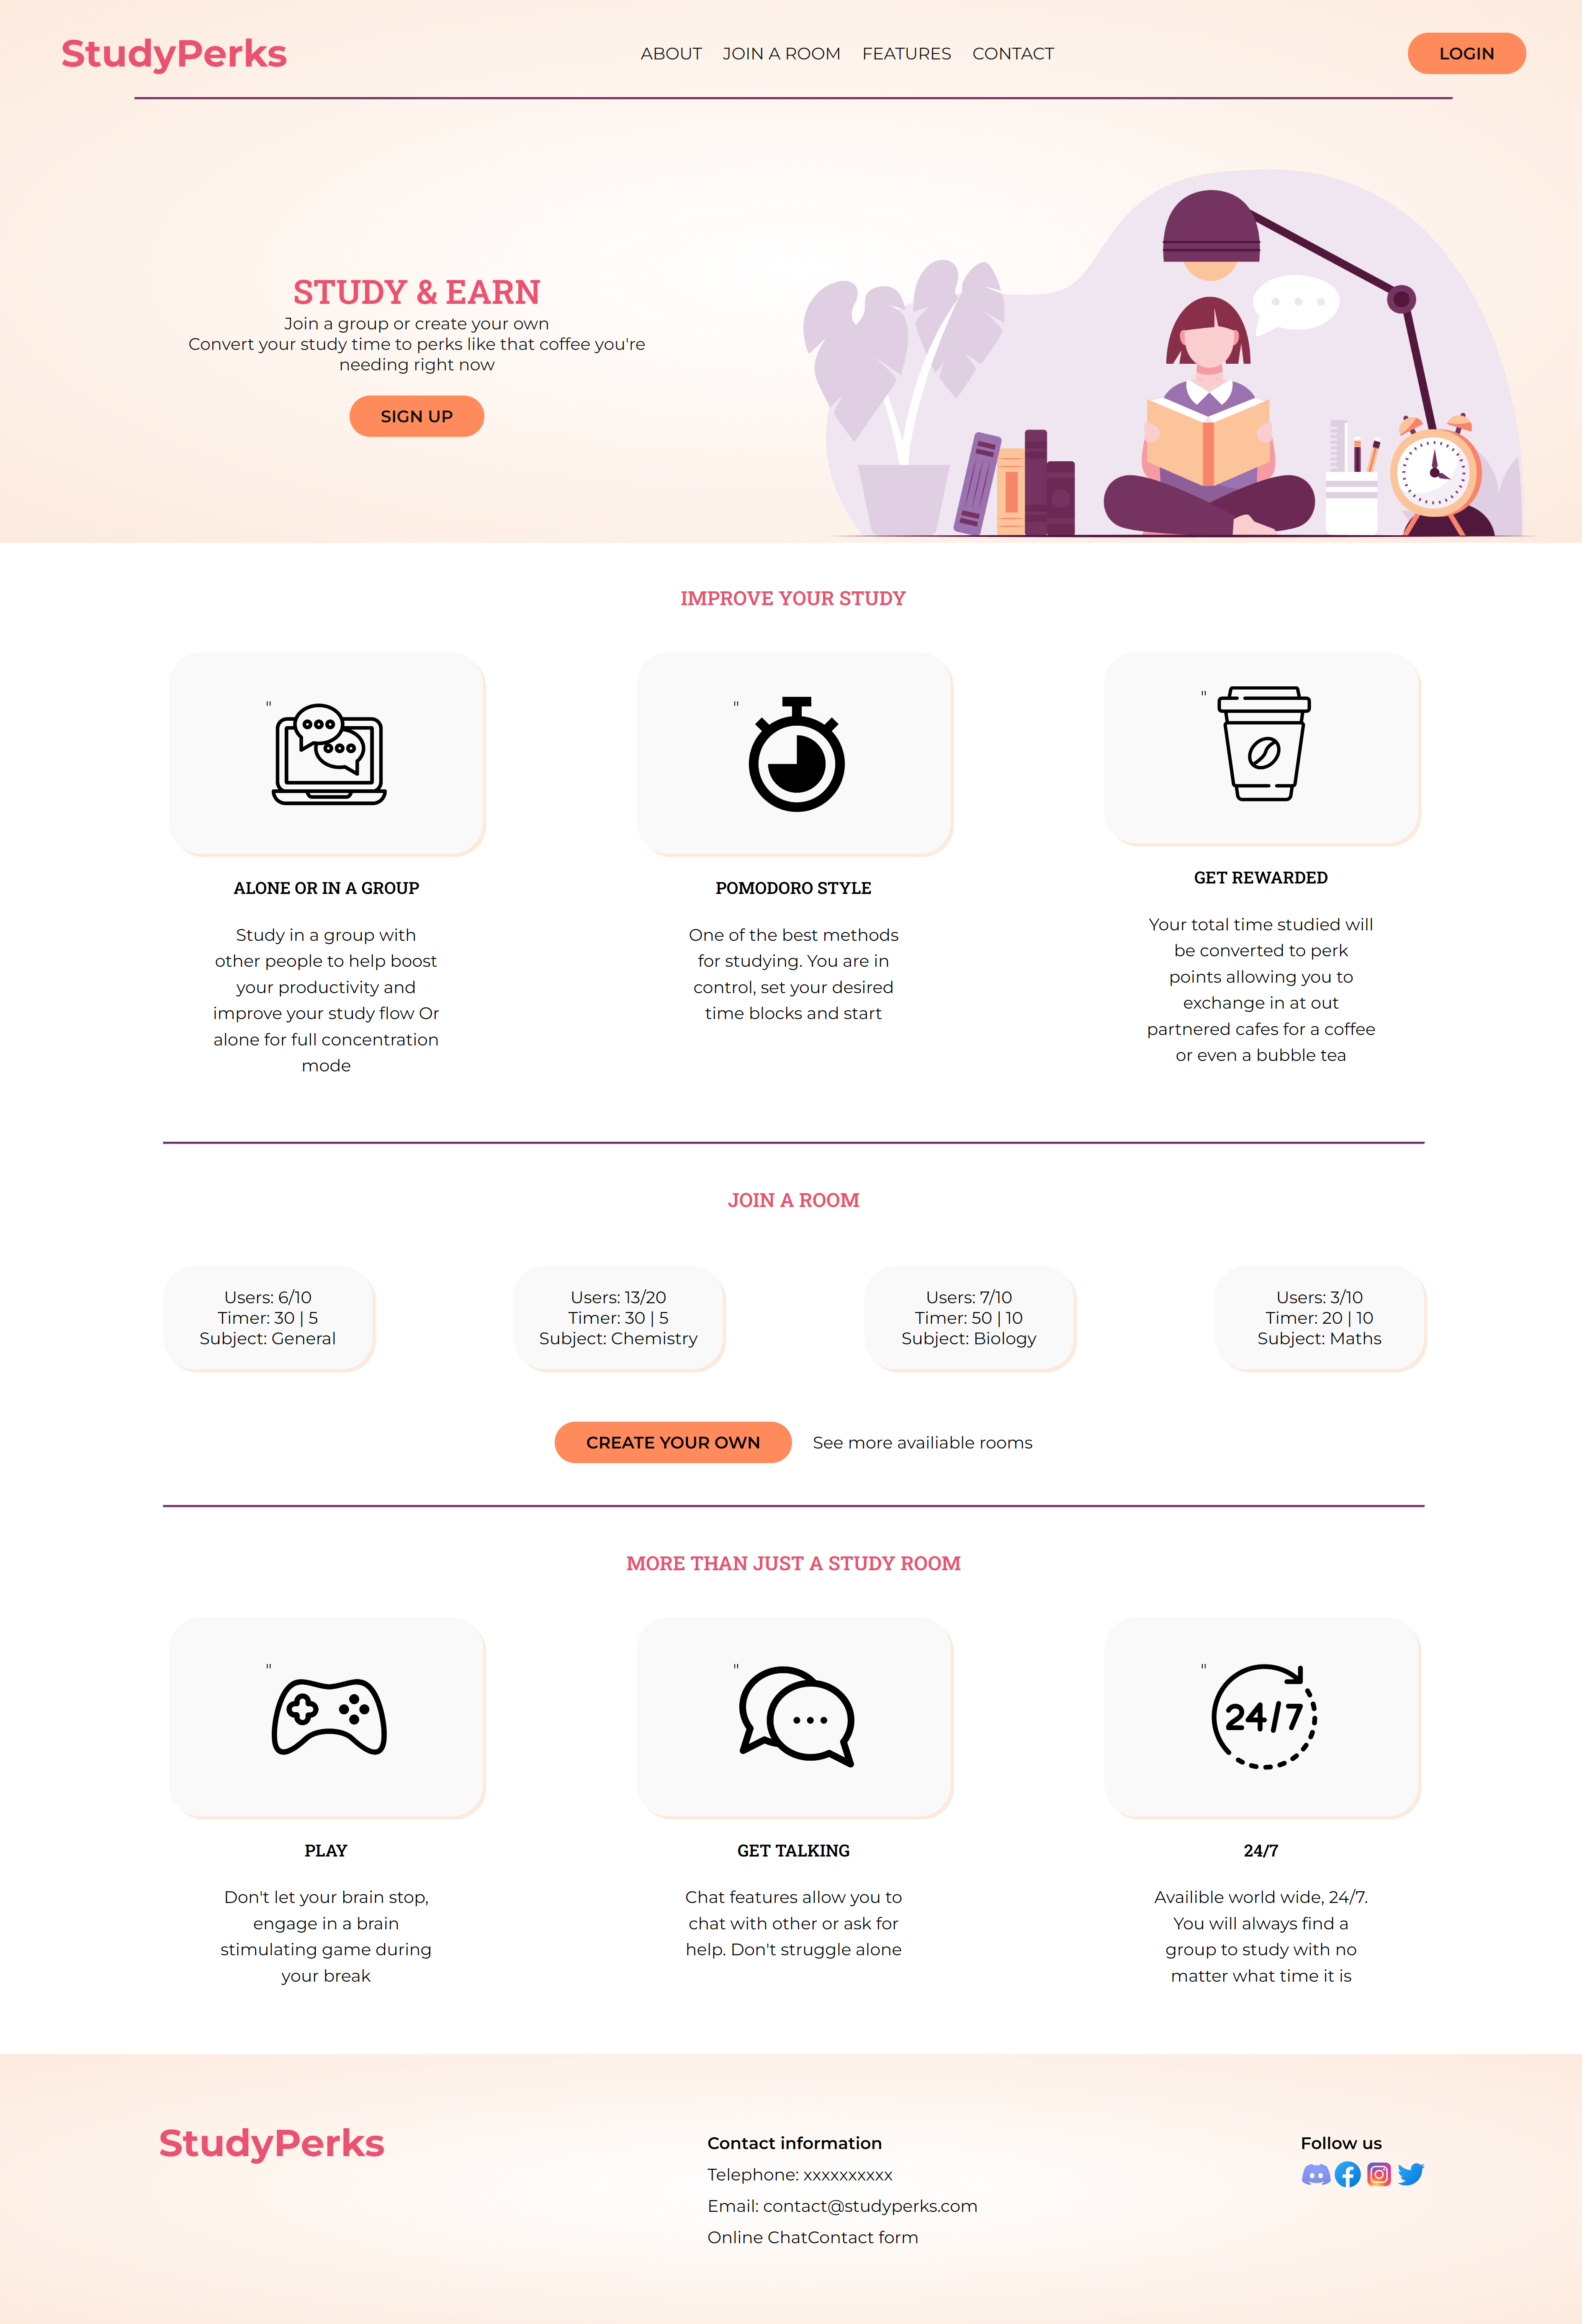 StudyPerks
ABOUT JOIN A ROOM FEATURES CONTACT
LOGIN
STUDY & EARN
Join a group or create your own
Convert your study time to perks like that coffee you're
needing right now
SIGN UP
IMPROVE YOUR STUDY
"
ALONE OR IN A GROUP
Study in a group with
other people to help boost
your productivity and
improve your study flow Or
alone for full concentration
mode
"
POMODORO STYLE
One of the best methods
for studying. You are in
control, set your desired
time blocks and start
"
GET REWARDED
Your total time studied will
be converted to perk
points allowing you to
exchange in at out
partnered cafes for a coffee
or even a bubble tea
JOIN A ROOM
Users: 6/10
Timer: 30 | 5
Subject: General
Users: 13/20
Timer: 30 | 5
Subject: Chemistry
Users: 7/10
Timer: 50 | 10
Subject: Biology
Users: 3/10
Timer: 20 | 10
Subject: Maths
CREATE YOUR OWN
See more availiable rooms
MORE THAN JUST A STUDY ROOM
"
PLAY
Don't let your brain stop,
engage in a brain
stimulating game during
your break
"
GET TALKING
Chat features allow you to
chat with other or ask for
help. Don't struggle alone
"
24/7
24/7
Availible world wide, 24/7.
You will always find a
group to study with no
matter what time it is
StudyPerks
Contact information
Telephone: xxxxxxxxxx
Email: contact@studyperks.com
Online ChatContact form
Follow us